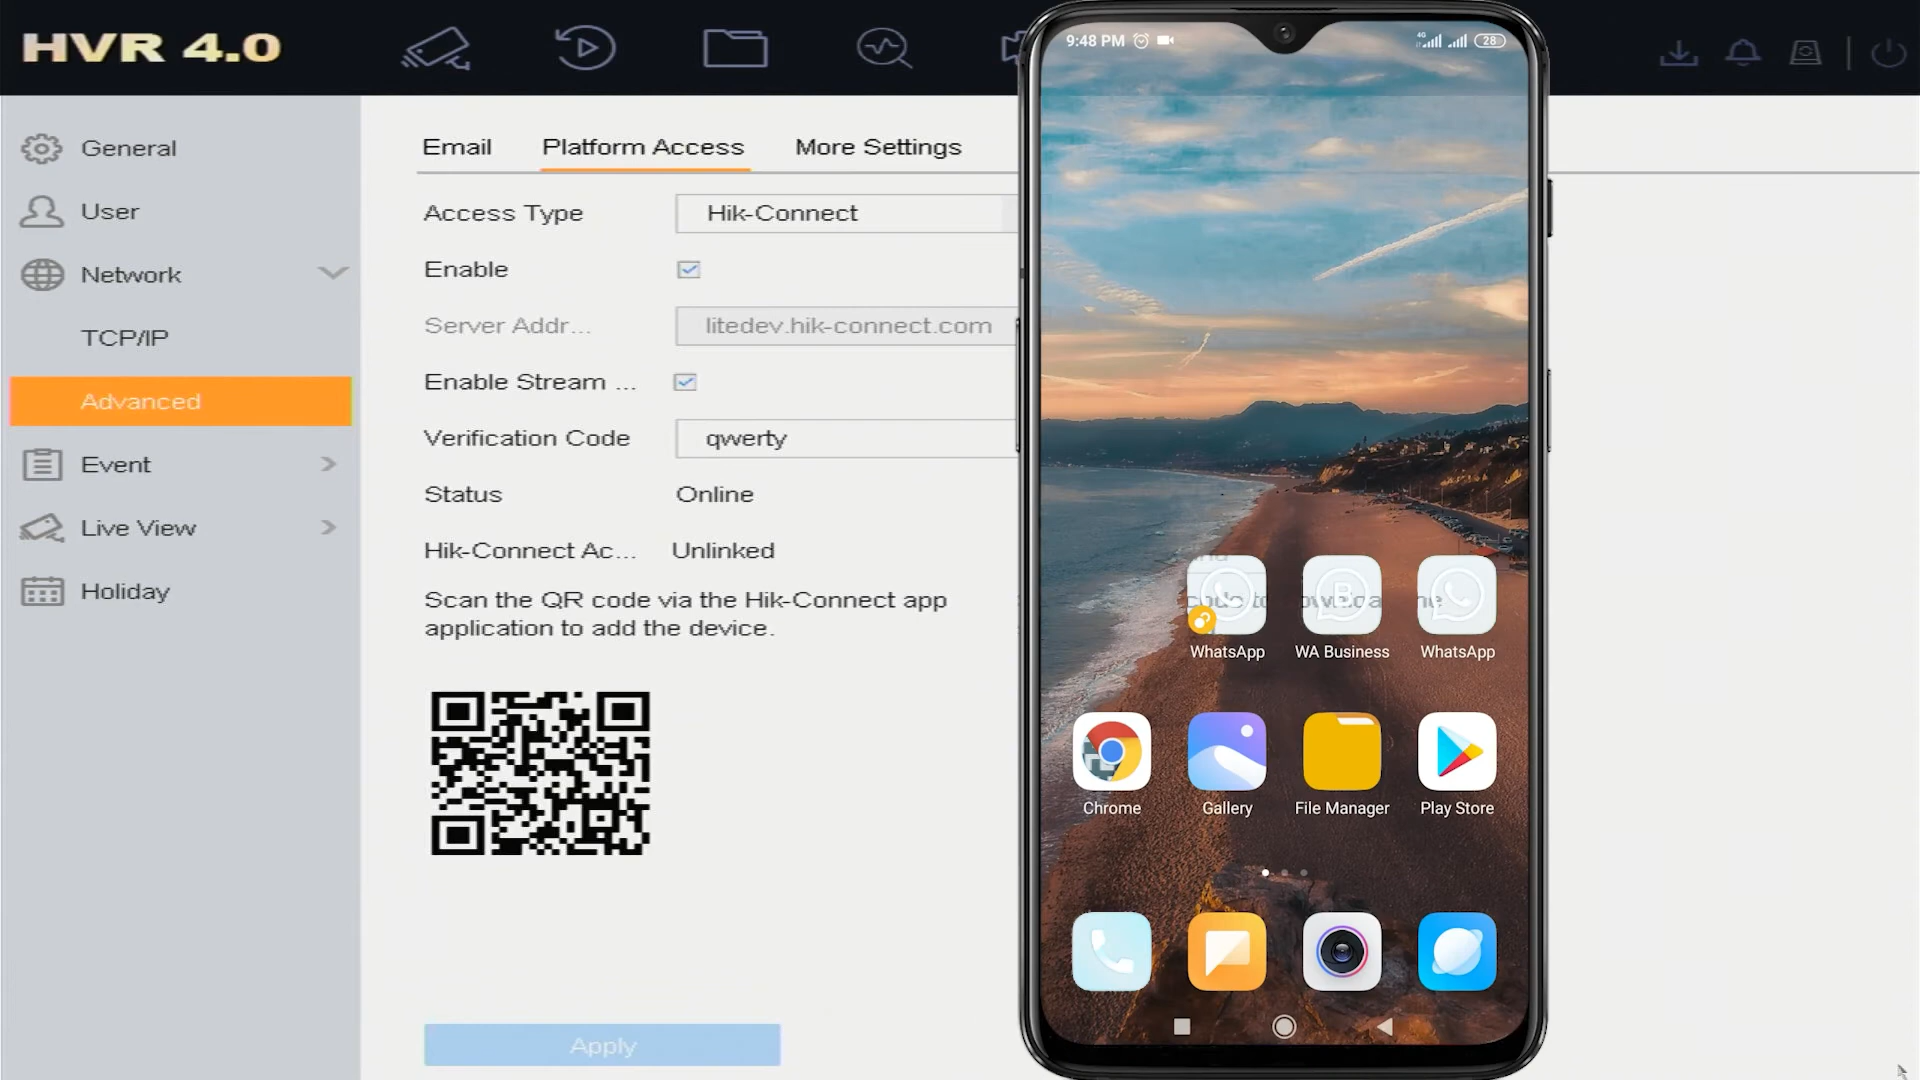 HVR 4.0
General
User
Network
TCP/IP
Advanced
Event
Live View
Holiday
Email Platform Access More Settings
Access Type Hik-Connect
Enable
Server Addr... litedev.hik-connect.com
Enable Stream ...
Verification Code qwerty
Status Online
Hik-Connect Ac... Unlinked
Scan the QR code via the Hik-Connect app
application to add the device.
Apply
9:48 PM 4G 28
WhatsApp WA Business WhatsApp
Chrome Gallery File Manager Play Store